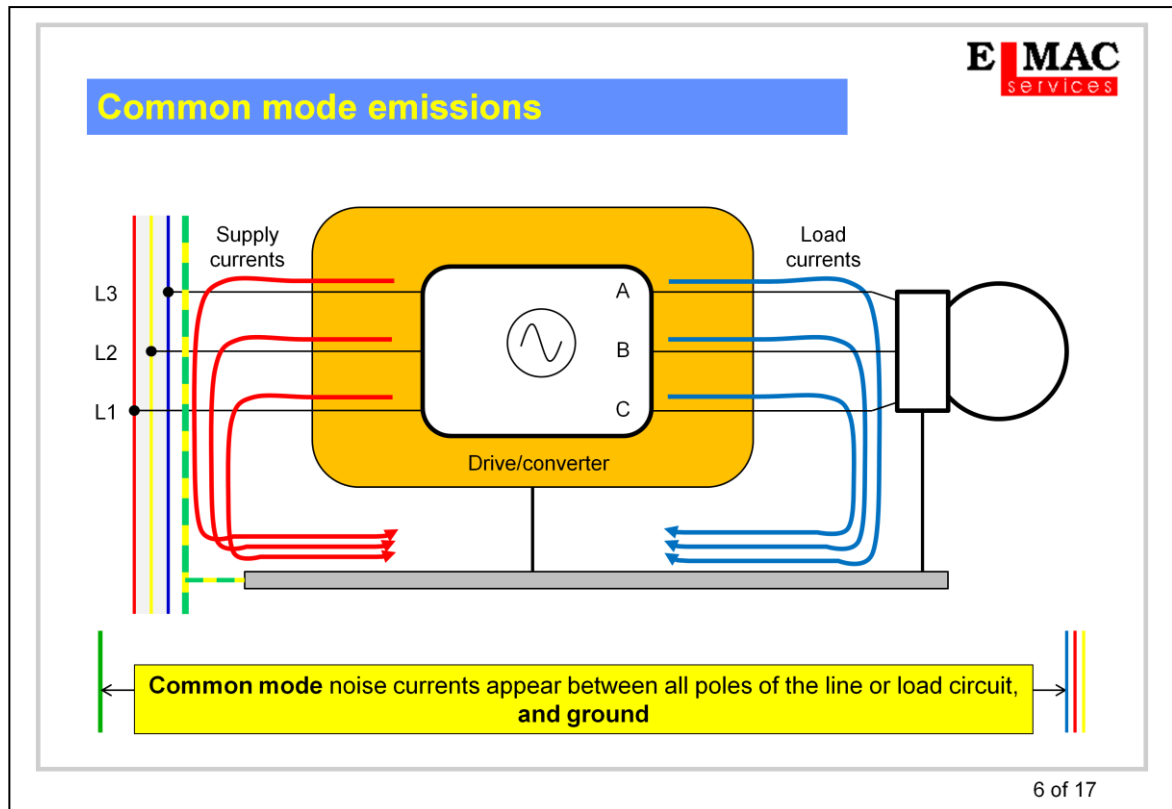 ELMAC
services
Common mode emissions
Supply
currents
Load
currents
L3
A
L2
B
L1
C
Drive/converter
Common mode noise currents appear between all poles of the line or load circuit,
and ground
6 of 17